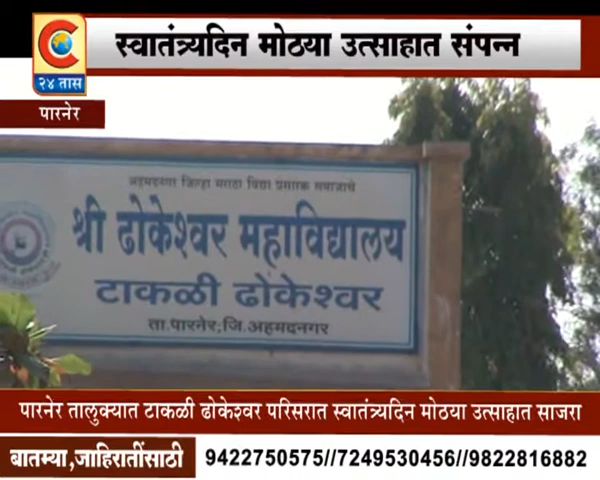 स्वातंत्र्यदिन मोठया उत्साहात संपन्न
C
२४ तास
पारनेर
अहमदनगर जिल्हा मराठा विद्या प्रसारक समाजाचे
श्री ढोकेश्वर महाविद्यालय
टाकळी ढोकेश्वर
ता.पारनेर,जि.अहमदनगर
पारनेर तालुक्यात टाकळी ढोकेश्वर परिसरात स्वातंत्र्यदिन मोठया उत्साहात साजरा
बातम्या,जाहिरातींसाठी 9422750575//7249530456//9822816882